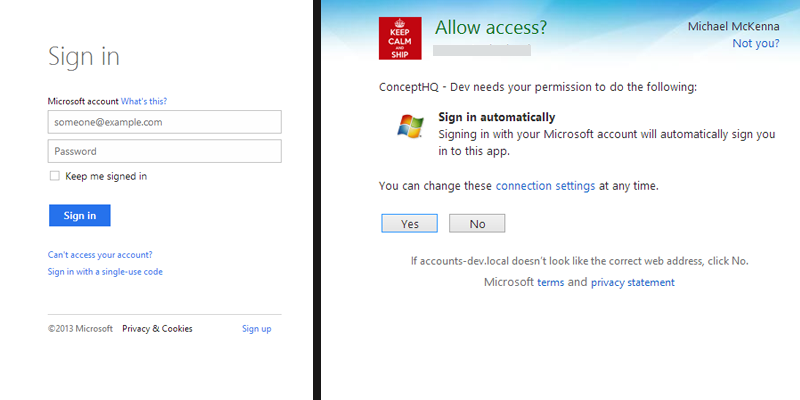 Sign in
Microsoft account What's this?
someone@example.com
Password
Keep me signed in
Sign in
Can't access your account?
Sign in with a single-use code
©2013 Microsoft Privacy & Cookies Sign up
KEEP
CALM
AND
SHIP
Allow access?
Michael McKenna
Not you?
ConceptHQ - Dev needs your permission to do the following:
Sign in automatically
Signing in with your Microsoft account will automatically sign you
in to this app.
You can change these connection settings at any time.
Yes No
If accounts-dev.local doesn't look like the correct web address, click No.
Microsoft terms and privacy statement